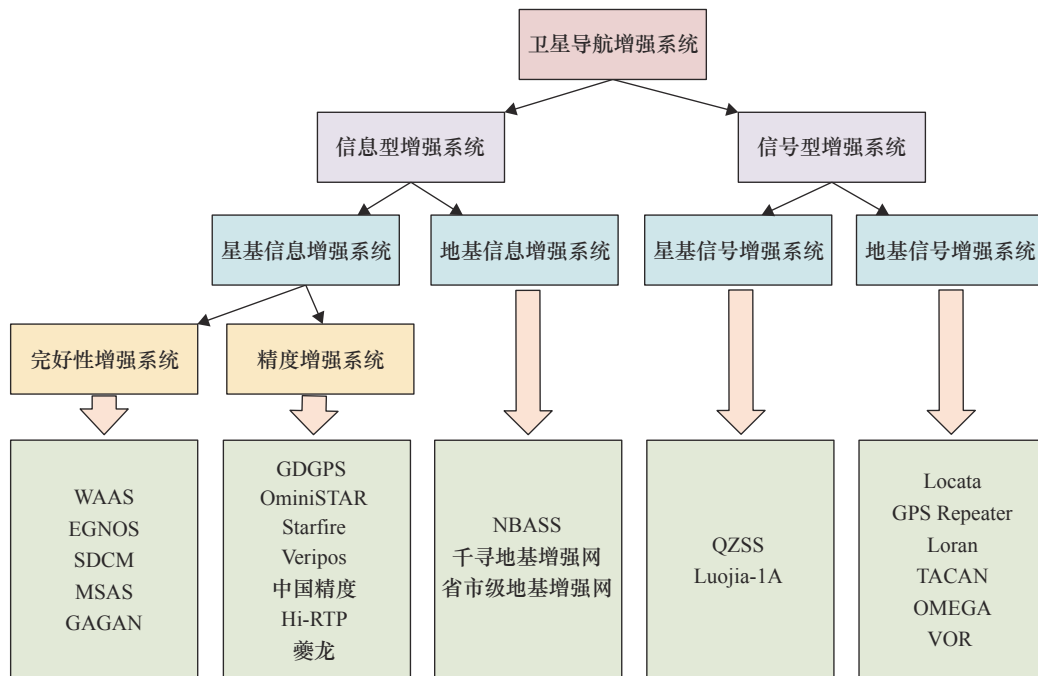 卫星导航增强系统
信息型增强系统
信号型增强系统
星基信息增强系统
地基信息增强系统
星基信号增强系统
地基信号增强系统
完好性增强系统
精度增强系统
WAAS
EGNOS
SDCM
MSAS
GAGAN
GDGPS
OminiSTAR
Starfire
Veripos
中国精度
Hi-RTP
夔龙
NBASS
千寻地基增强网
省市级地基增强网
QZSS
Luojia-1A
Locata
GPS Repeater
Loran
TACAN
OMEGA
VOR